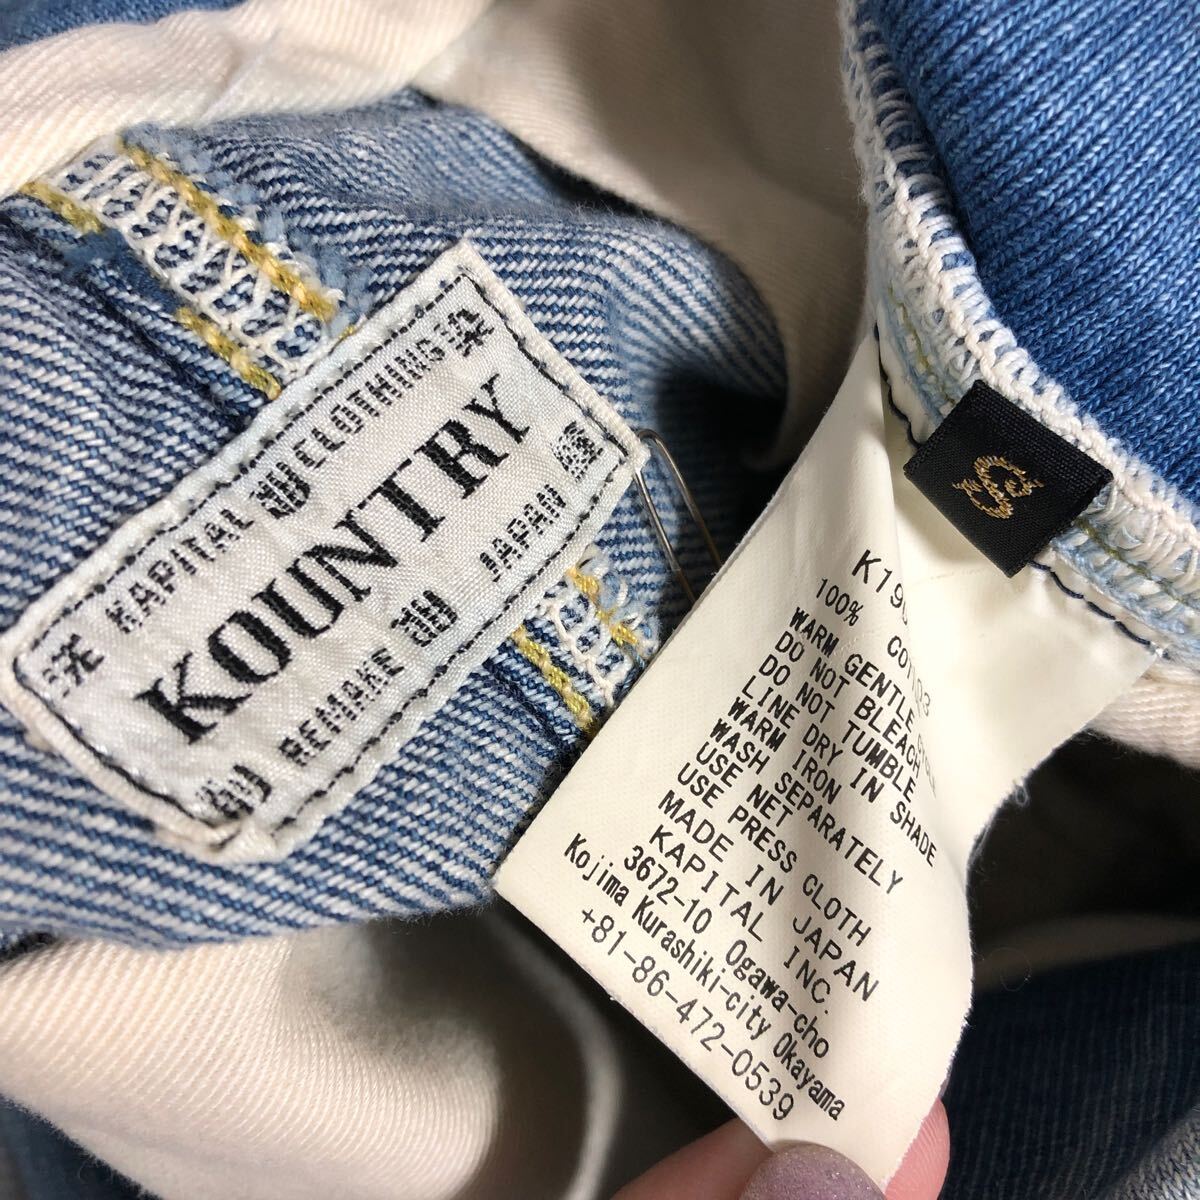 KAPITAL CLOTHING
KOUNTRY
REMAKE JAPAN
S
100%
WARM GENTLE
DO NOT BLEACH
DO NOT TUMBLE
LINE DRY IN SHADE
WARM IRON
WASH SEPARATELY
USE NET
USE PRESS CLOTH
MADE IN JAPAN
KAPITAL INC.
3672-10 Ogawa-cho
Kojima Kurashiki-city Okayama
+81-86-472-0539